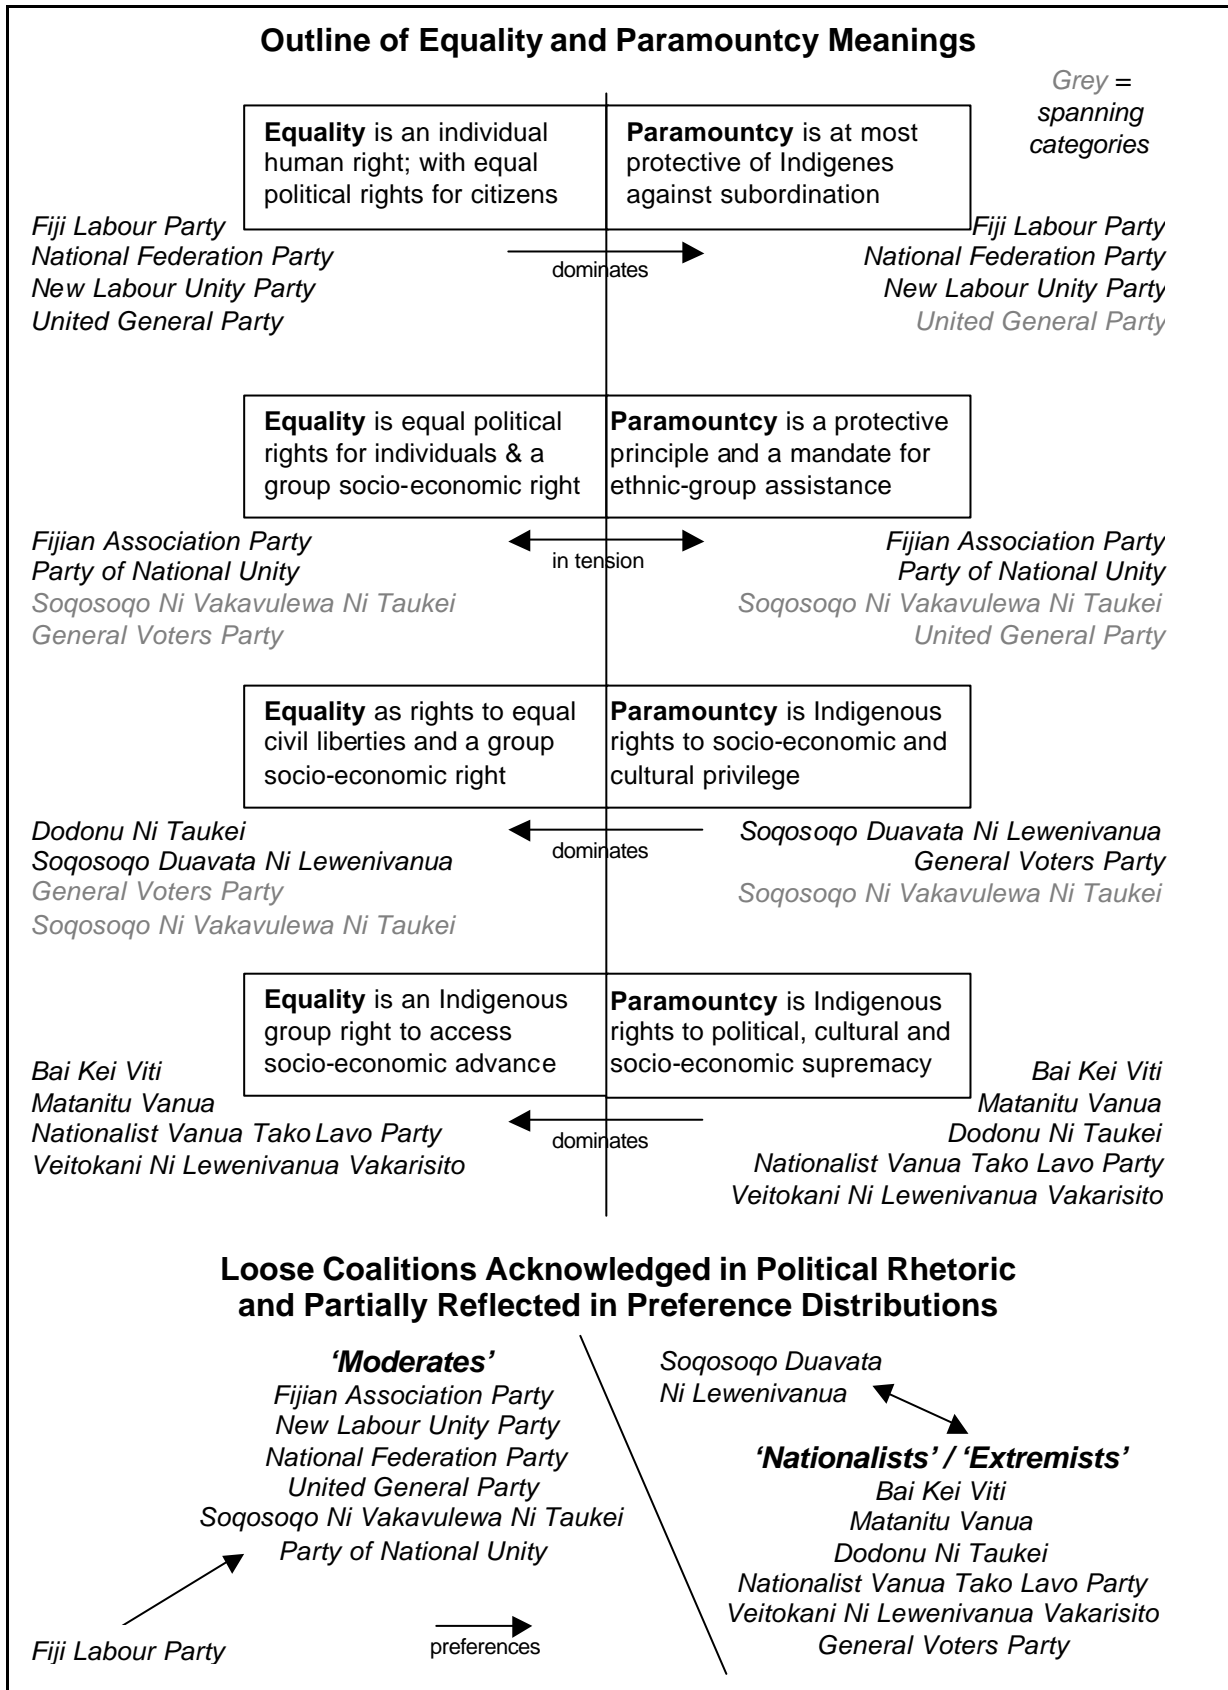 Outline of Equality and Paramountcy Meanings
Grey =
spanning
categories
Equality is an individual
human right; with equal
political rights for citizens
Paramountcy is at most
protective of Indigenes
against subordination
Fiji Labour Party
National Federation Party
New Labour Unity Party
United General Party
dominates
Fiji Labour Party
National Federation Party
New Labour Unity Party
United General Party
Equality is equal political
rights for individuals & a
group socio-economic right
Paramountcy is a protective
principle and a mandate for
ethnic-group assistance
Fijian Association Party
Party of National Unity
Soqosoqo Ni Vakavulewa Ni Taukei
General Voters Party
in tension
Fijian Association Party
Party of National Unity
Soqosoqo Ni Vakavulewa Ni Taukei
United General Party
Equality as rights to equal
civil liberties and a group
socio-economic right
Paramountcy is Indigenous
rights to socio-economic and
cultural privilege
Dodonu Ni Taukei
Soqosoqo Duavata Ni Lewenivanua
General Voters Party
Soqosoqo Ni Vakavulewa Ni Taukei
dominates
Soqosoqo Duavata Ni Lewenivanua
General Voters Party
Soqosoqo Ni Vakavulewa Ni Taukei
Equality is an Indigenous
group right to access
socio-economic advance
Paramountcy is Indigenous
rights to political, cultural and
socio-economic supremacy
Bai Kei Viti
Matanitu Vanua
Nationalist Vanua Tako Lavo Party
Veitokani Ni Lewenivanua Vakarisito
dominates
Bai Kei Viti
Matanitu Vanua
Dodonu Ni Taukei
Nationalist Vanua Tako Lavo Party
Veitokani Ni Lewenivanua Vakarisito
Loose Coalitions Acknowledged in Political Rhetoric
and Partially Reflected in Preference Distributions
‘Moderates’
Fijian Association Party
New Labour Unity Party
National Federation Party
United General Party
Soqosoqo Ni Vakavulewa Ni Taukei
Party of National Unity
Fiji Labour Party
preferences
Soqosoqo Duavata
Ni Lewenivanua
‘Nationalists’ / ‘Extremists’
Bai Kei Viti
Matanitu Vanua
Dodonu Ni Taukei
Nationalist Vanua Tako Lavo Party
Veitokani Ni Lewenivanua Vakarisito
General Voters Party